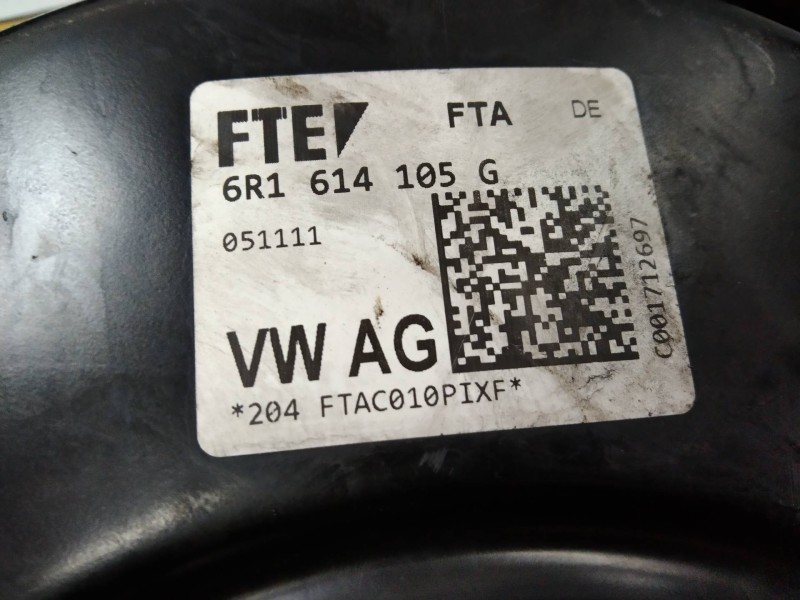 FTE FTA DE
6R1 614 105 G
051111
C001712697
VW AG
*204 FTAC010PIXF*